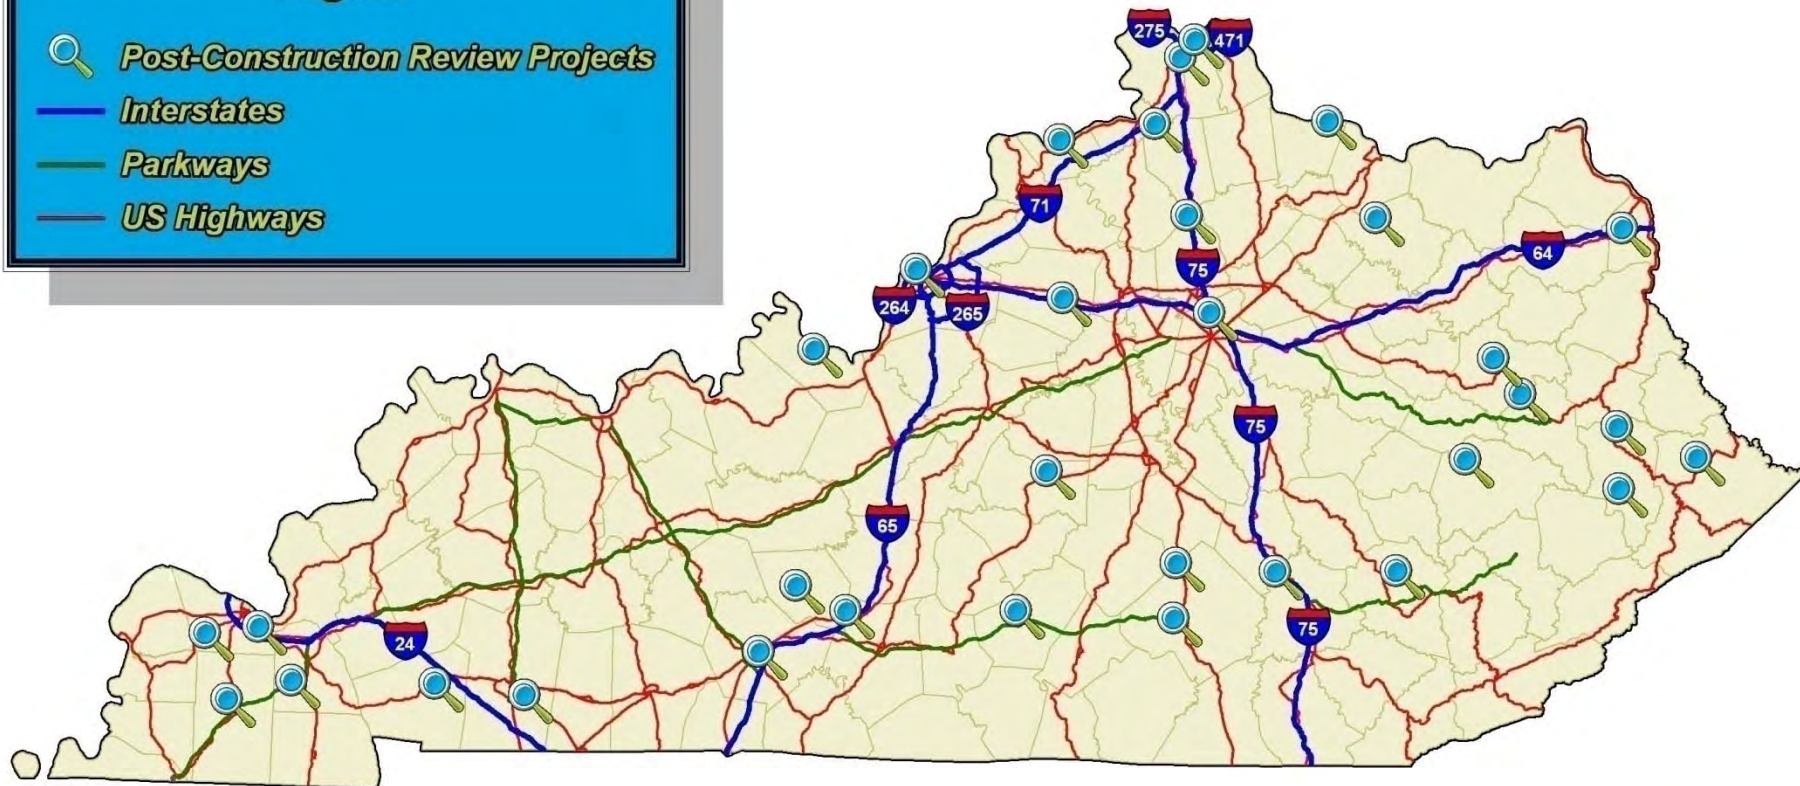 Post-Construction Review Projects
Interstates
Parkways
US Highways
275
471
71
75
64
264
265
75
65
24
75